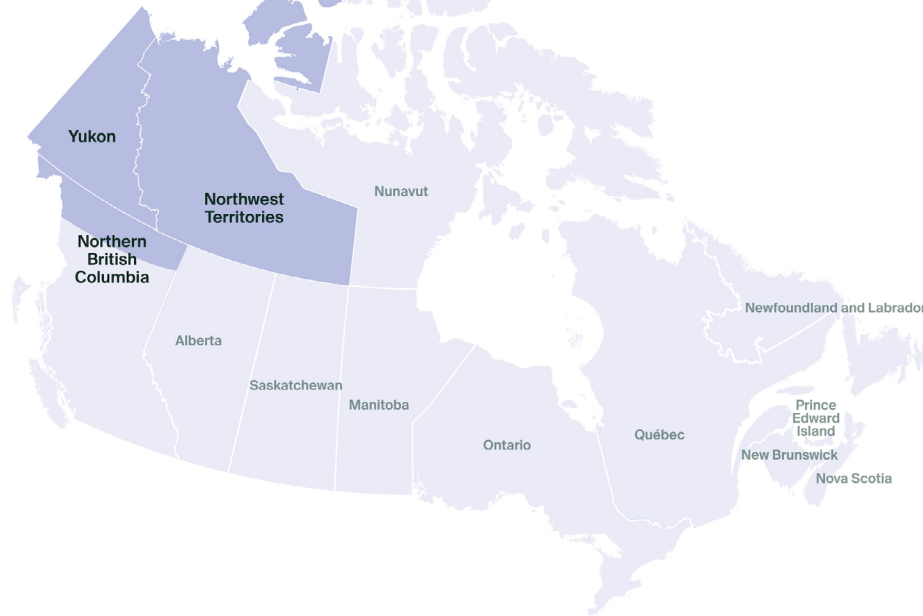 Yukon
Northwest
Territories
Nunavut
Northern
British
Columbia
Newfoundland and Labrador
Alberta
Saskatchewan
Manitoba
Prince
Edward
Island
Ontario
Québec
New Brunswick
Nova Scotia